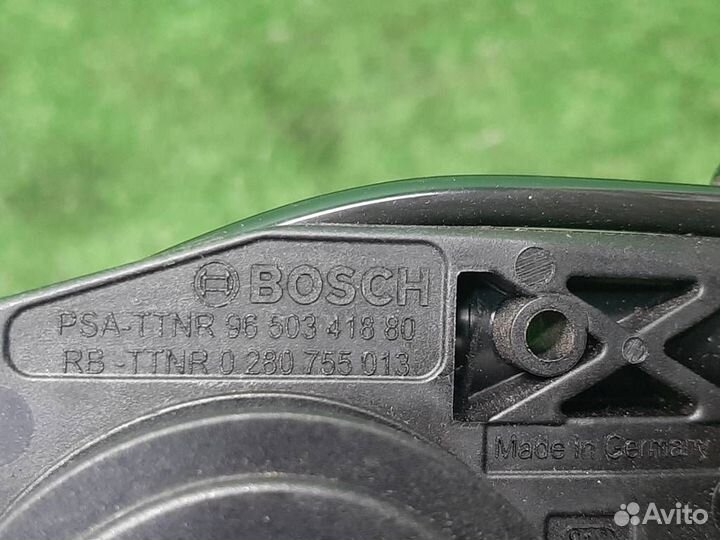 BOSCH
PSA-TTNR 96 503 418 80
RB -TTNR 0 280 755 013
Made in Germany
Avito